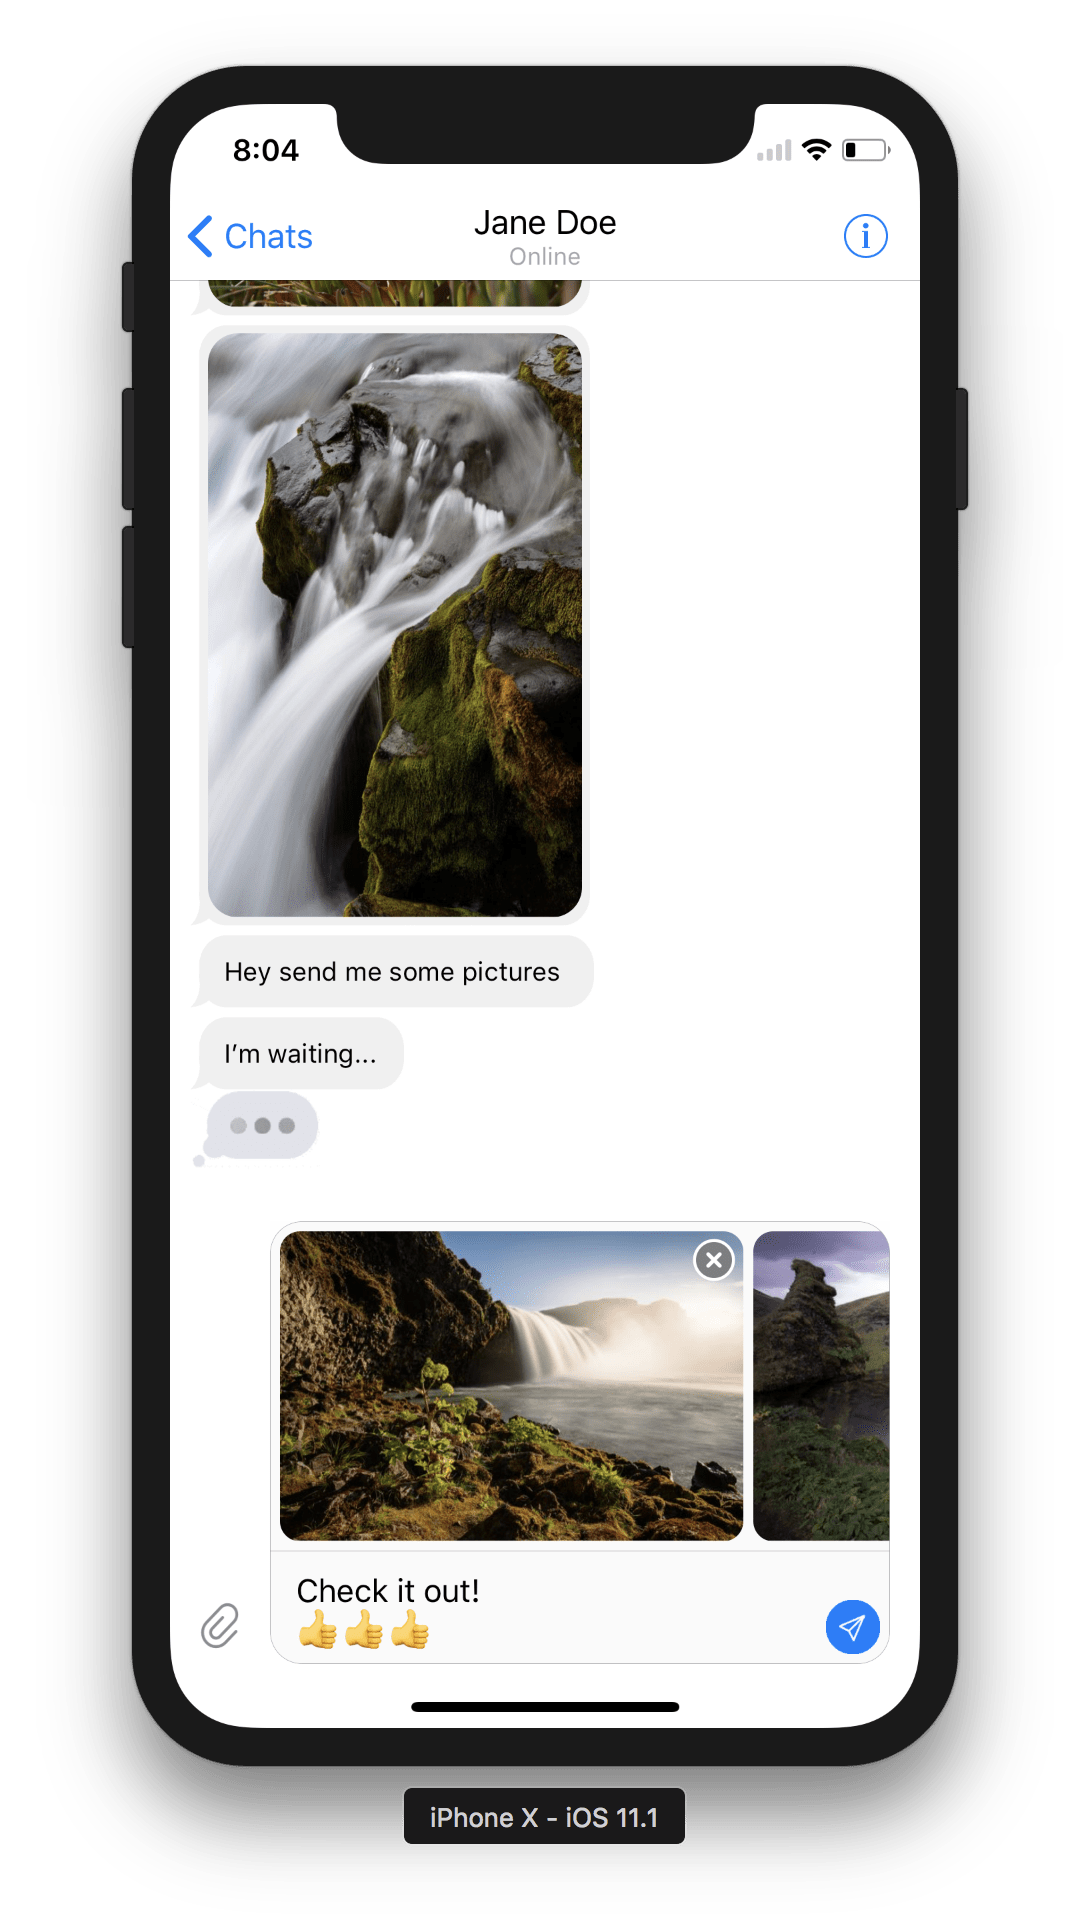 8:04
Chats
Jane Doe
Online
Hey send me some pictures
I'm waiting...
Check it out!
👍👍👍
iPhone X - iOS 11.1